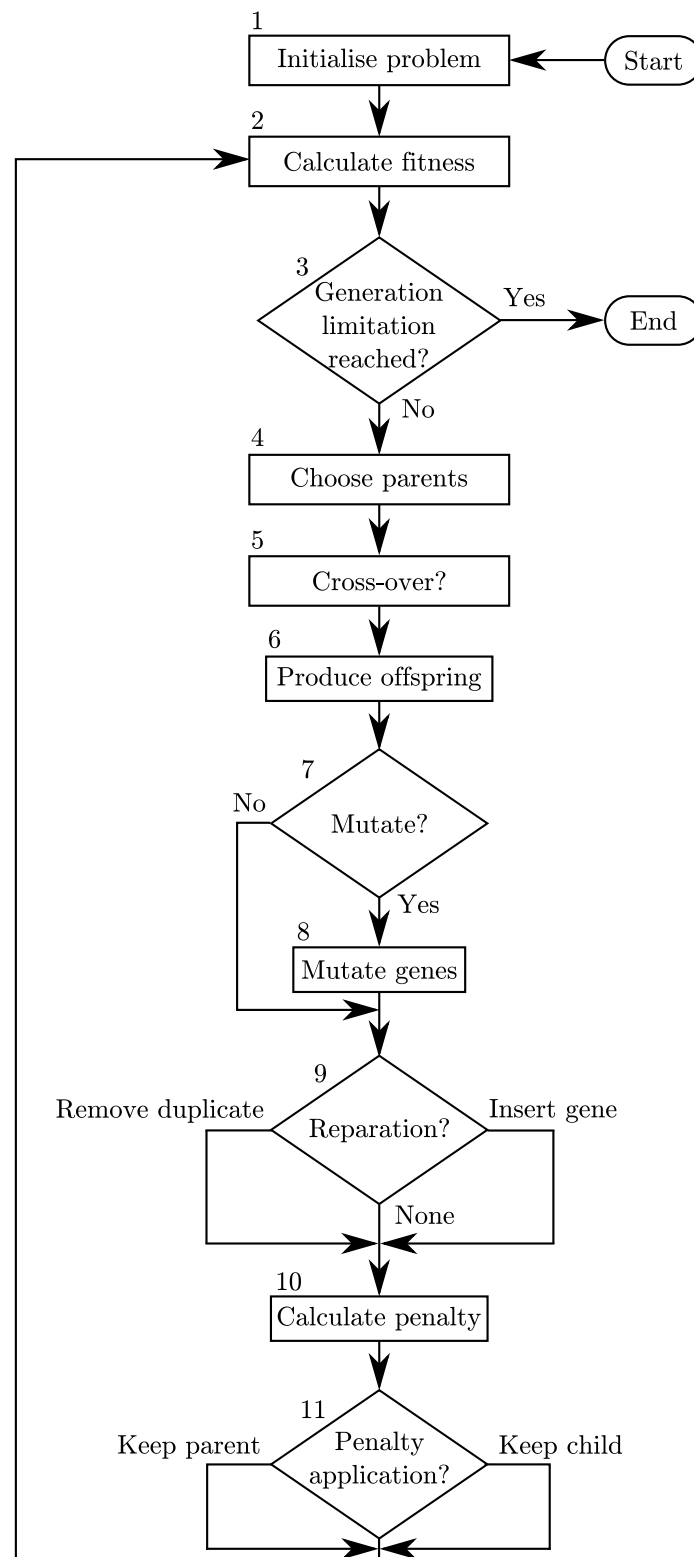 1
Initialise problem
Start
2
Calculate fitness
3
Generation
limitation
reached?
Yes
End
No
4
Choose parents
5
Cross-over?
6
Produce offspring
7
No
Mutate?
Yes
8
Mutate genes
9
Remove duplicate
Reparation?
Insert gene
None
10
Calculate penalty
11
Keep parent
Penalty
application?
Keep child